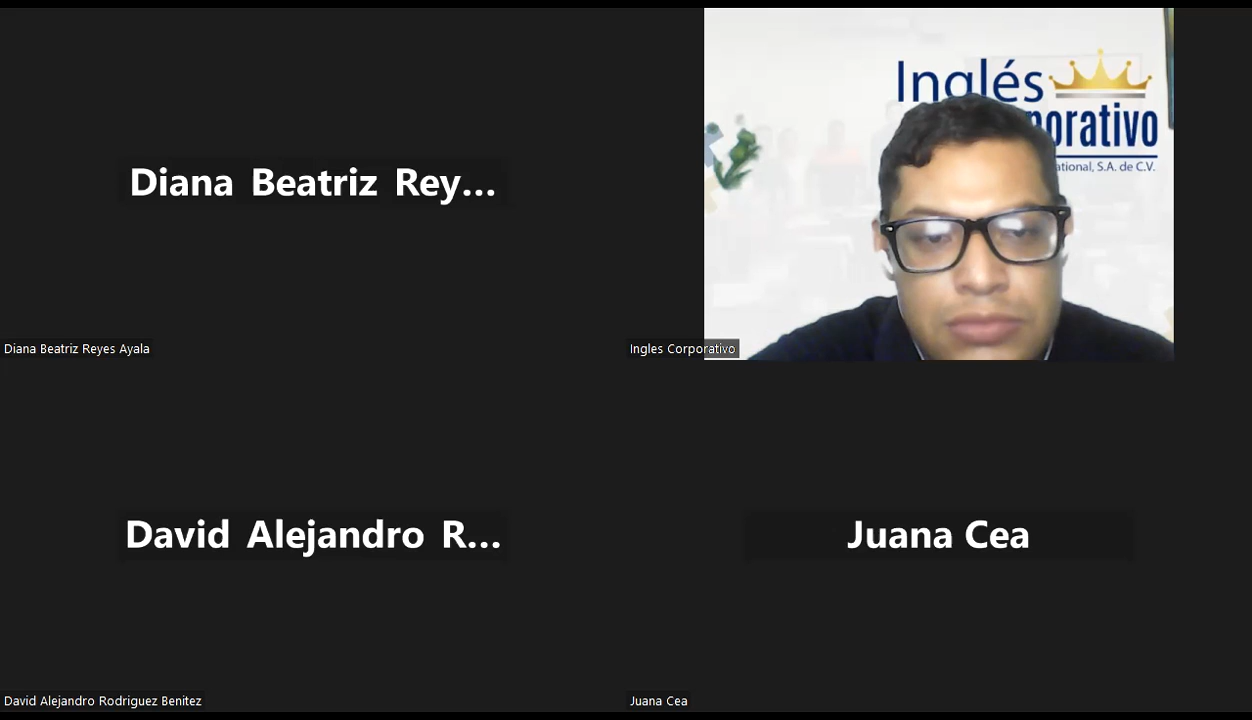 Diana Beatriz Rey...
Diana Beatriz Reyes Ayala
Inglés
orativo
ational, S.A. de C.V.
Ingles Corporativo
David Alejandro R...
David Alejandro Rodriguez Benitez
Juana Cea
Juana Cea